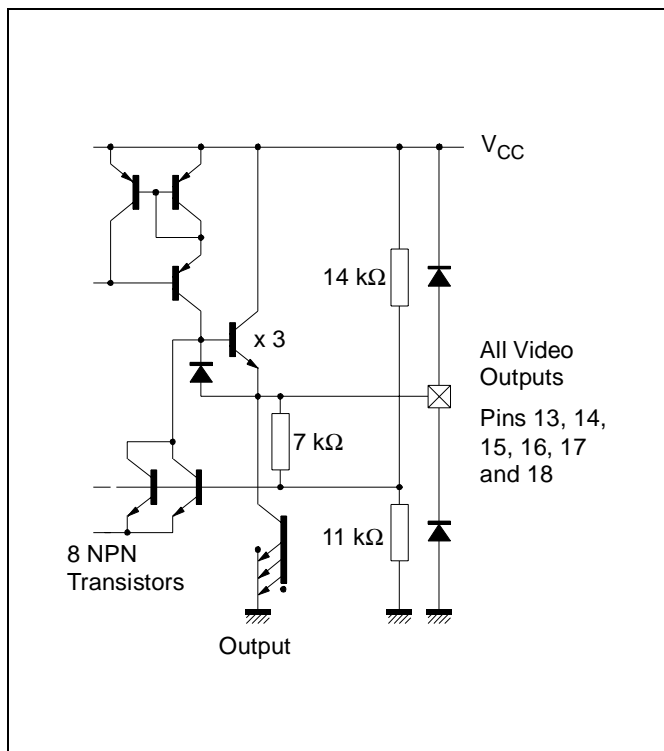 V_CC
14 kΩ
x 3
All Video
Outputs
Pins 13, 14,
15, 16, 17
and 18
7 kΩ
11 kΩ
8 NPN
Transistors
Output